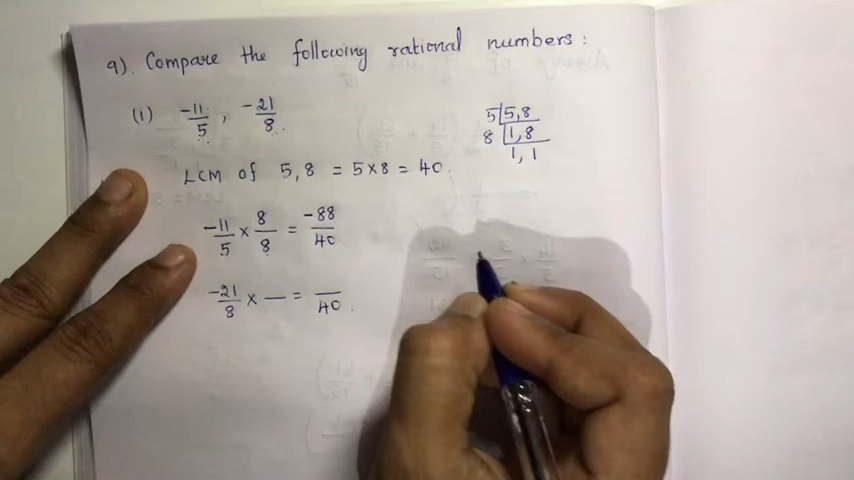 9). Compare the following rational numbers:
(i) -11/5 , -21/8.
5 | 5,8
8 | 1,8
1, 1
LCM of 5,8 = 5×8 = 40.
-11/5 × 8/8 = -88/40
-21/8 × — = —/40.